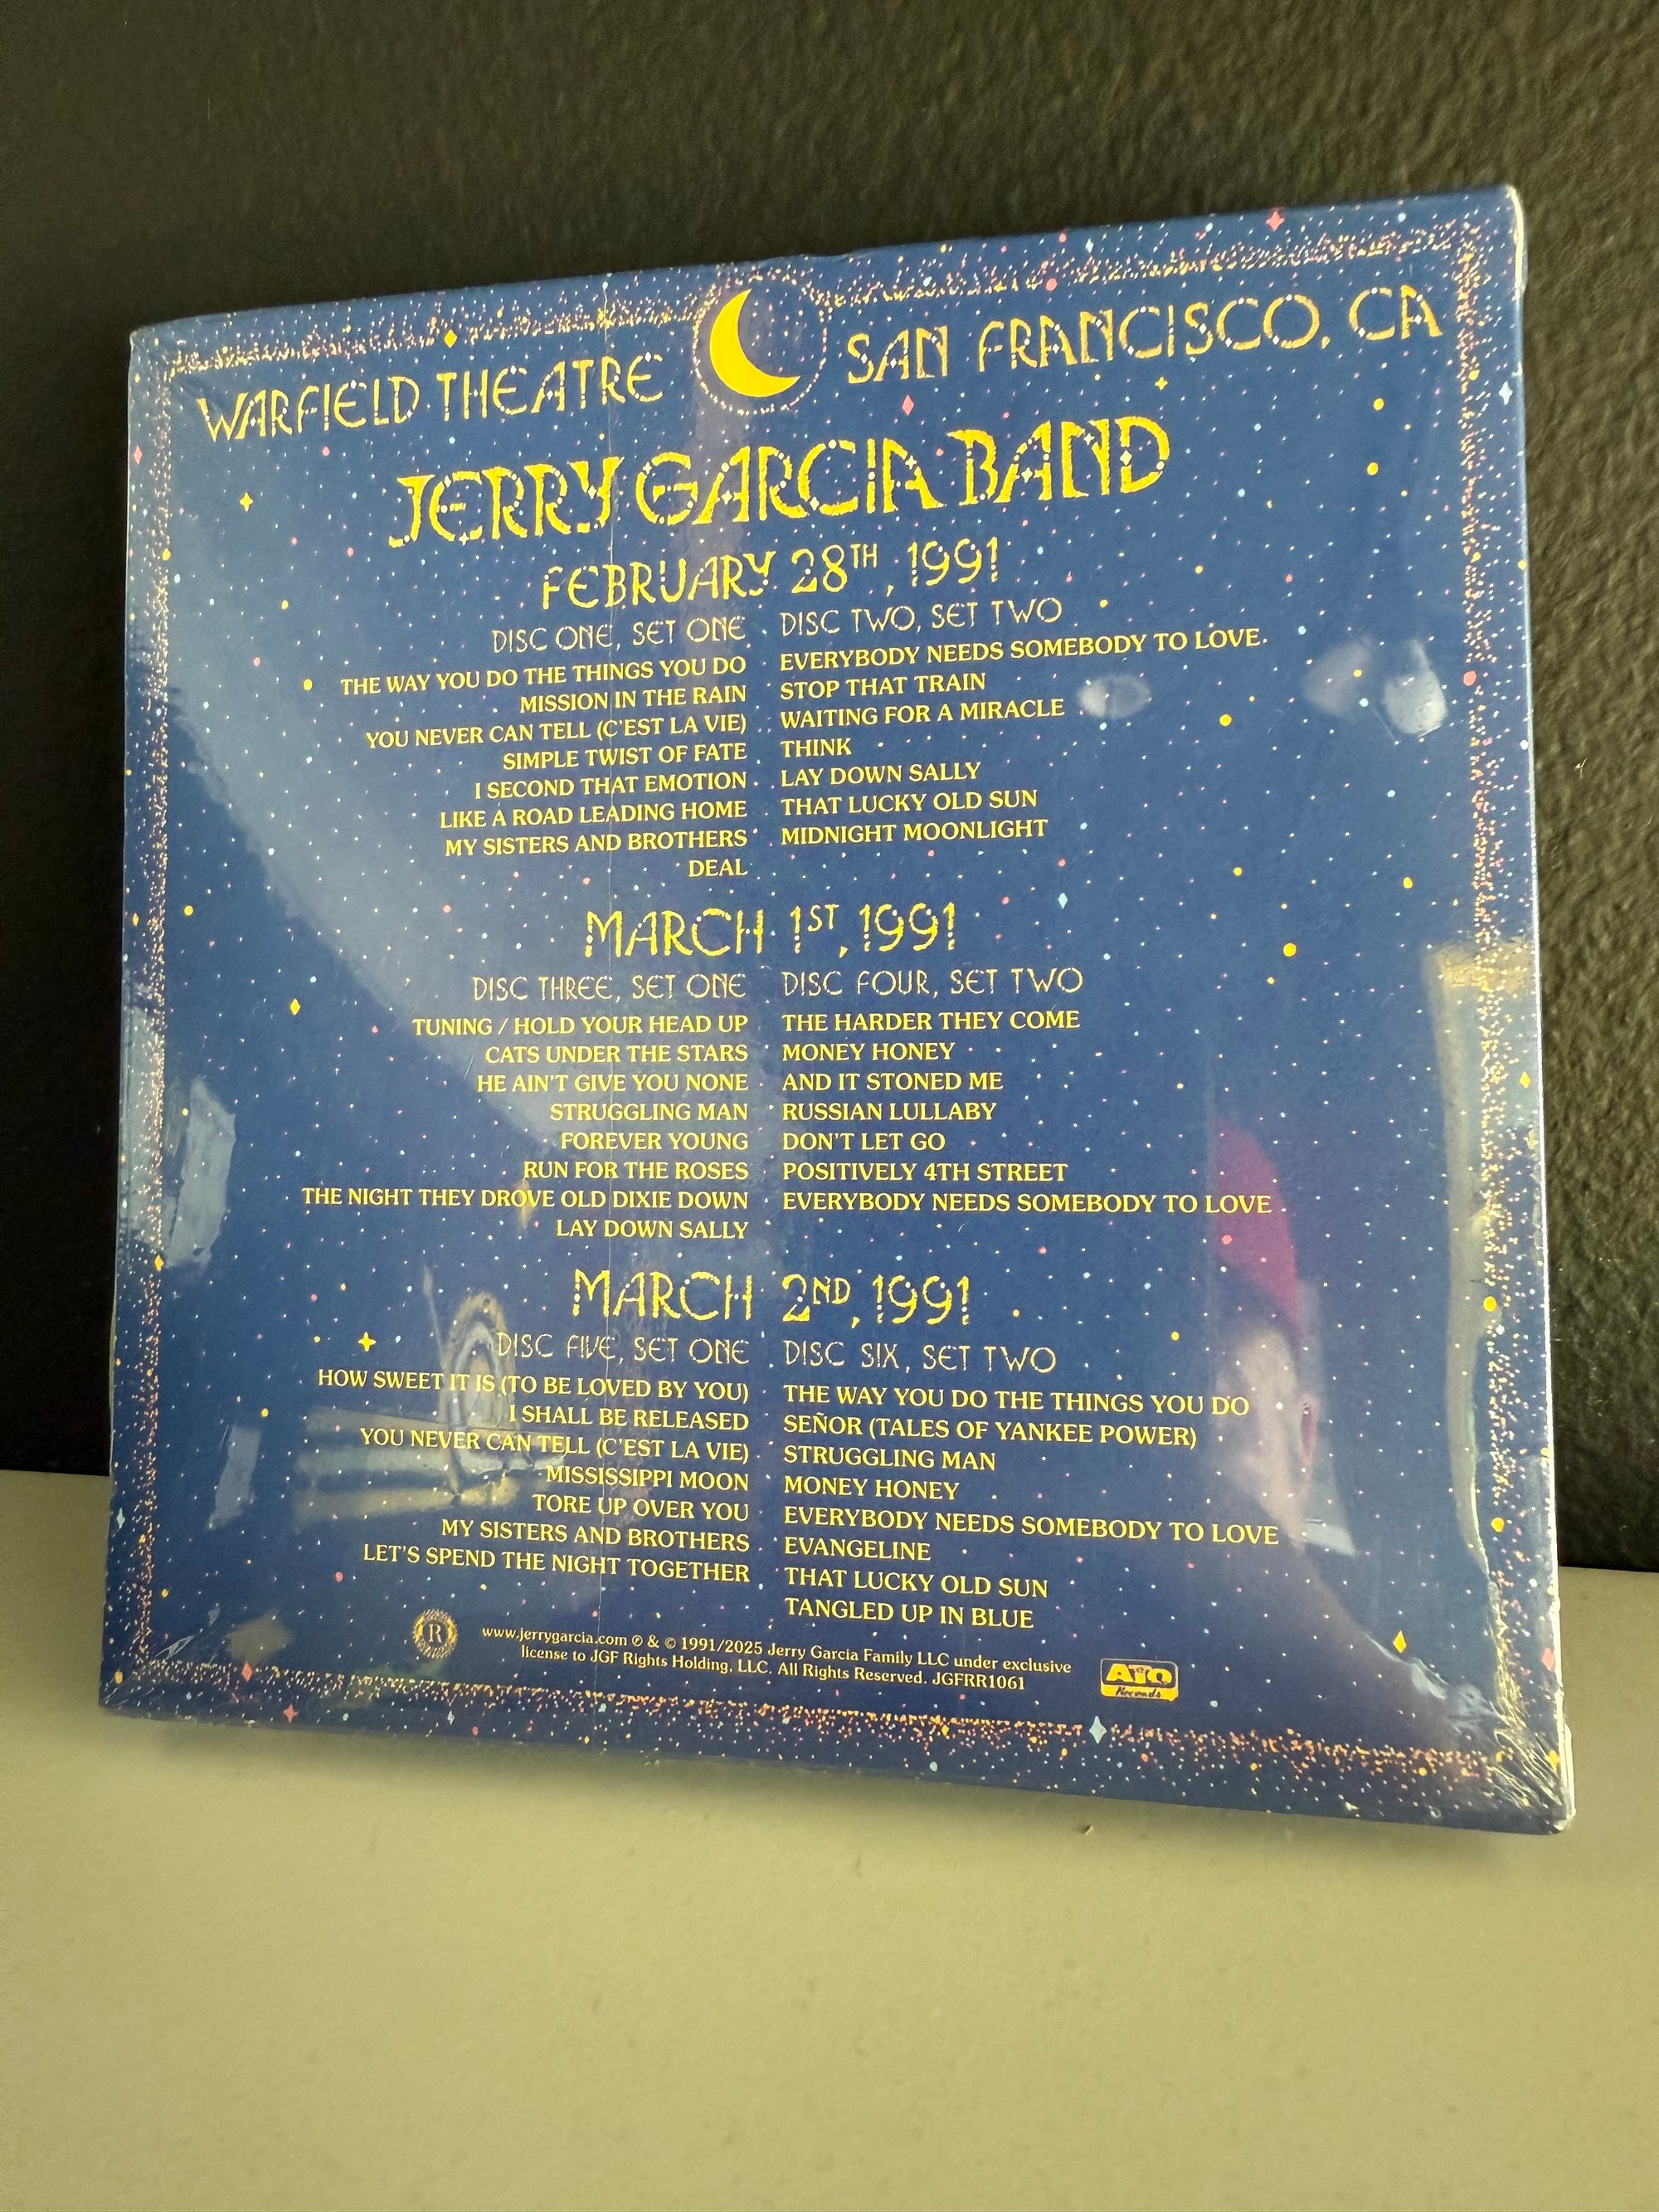 WARFIELD THEATRE SAN FRANCISCO, CA
JERRY GARCIA BAND
FEBRUARY 28TH, 1991
DISC ONE, SET ONE
THE WAY YOU DO THE THINGS YOU DO
MISSION IN THE RAIN
YOU NEVER CAN TELL (C'EST LA VIE)
SIMPLE TWIST OF FATE
I SECOND THAT EMOTION
LIKE A ROAD LEADING HOME
MY SISTERS AND BROTHERS
DEAL
DISC TWO, SET TWO
EVERYBODY NEEDS SOMEBODY TO LOVE
STOP THAT TRAIN
WAITING FOR A MIRACLE
THINK
LAY DOWN SALLY
THAT LUCKY OLD SUN
MIDNIGHT MOONLIGHT
MARCH 1ST, 1991
DISC THREE, SET ONE
TUNING / HOLD YOUR HEAD UP
CATS UNDER THE STARS
HE AIN'T GIVE YOU NONE
STRUGGLING MAN
FOREVER YOUNG
RUN FOR THE ROSES
THE NIGHT THEY DROVE OLD DIXIE DOWN
LAY DOWN SALLY
DISC FOUR, SET TWO
THE HARDER THEY COME
MONEY HONEY
AND IT STONED ME
RUSSIAN LULLABY
DON'T LET GO
POSITIVELY 4TH STREET
EVERYBODY NEEDS SOMEBODY TO LOVE
MARCH 2ND, 1991
DISC FIVE, SET ONE
HOW SWEET IT IS (TO BE LOVED BY YOU)
I SHALL BE RELEASED
YOU NEVER CAN TELL (C'EST LA VIE)
MISSISSIPPI MOON
TORE UP OVER YOU
MY SISTERS AND BROTHERS
LET'S SPEND THE NIGHT TOGETHER
DISC SIX, SET TWO
THE WAY YOU DO THE THINGS YOU DO
SEÑOR (TALES OF YANKEE POWER)
STRUGGLING MAN
MONEY HONEY
EVERYBODY NEEDS SOMEBODY TO LOVE
EVANGELINE
THAT LUCKY OLD SUN
TANGLED UP IN BLUE
R
www.jerrygarcia.com ℗ & © 1991/2025 Jerry Garcia Family LLC under exclusive
license to JGF Rights Holding, LLC. All Rights Reserved. JGFRR1061
ATO
Records